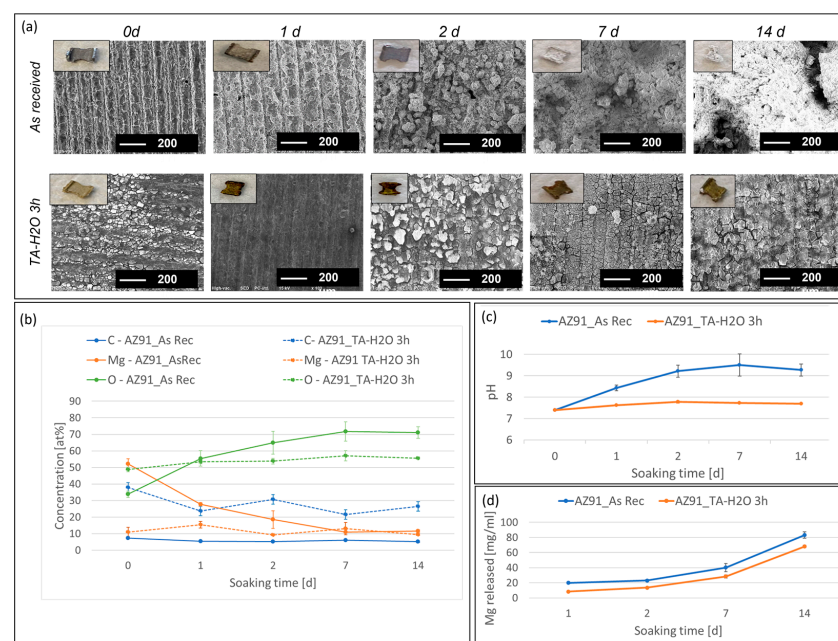 (a)
0d
1 d
2 d
7 d
14 d
As received
200
200
200
200
200
TA-H2O 3h
200
200
200
200
200
(b)
C - AZ91_As Rec
C- AZ91_TA-H2O 3h
Mg - AZ91_AsRec
Mg - AZ91 TA-H2O 3h
O - AZ91_As Rec
O - AZ91_TA-H2O 3h
Concentration [at%]
90
80
70
60
50
40
30
20
10
0
0
1
2
7
14
Soaking time [d]
(c)
AZ91_As Rec
AZ91_TA-H2O 3h
pH
10
9
8
7
6
0
1
2
7
14
Soaking time [d]
(d)
AZ91_As Rec
AZ91_TA-H2O 3h
Mg released [mg/ml]
100
80
60
40
20
0
1
2
7
14
Soaking time [d]